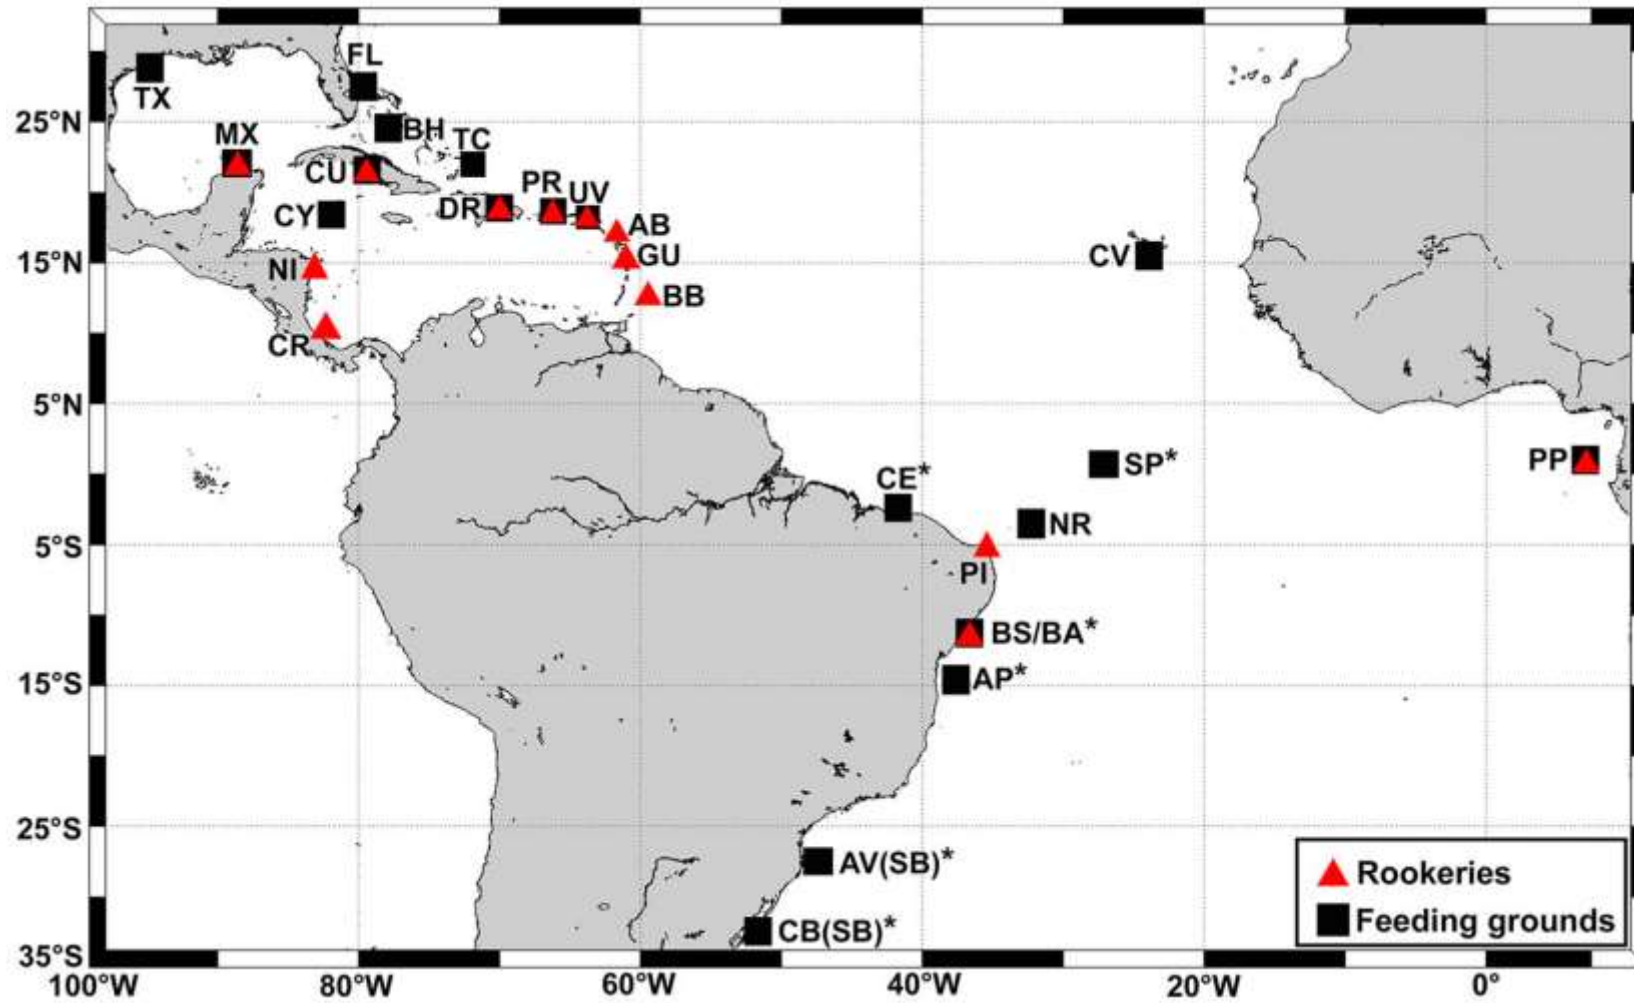 FL
TX
25°N
BH
TC
MX
CU
PR
UV
DR
CY
AB
GU
CV
15°N
NI
BB
CR
5°N
PP
SP*
CE*
NR
5°S
PI
BS/BA*
15°S
AP*
25°S
AV(SB)*
Rookeries
Feeding grounds
CB(SB)*
35°S
100°W
80°W
60°W
40°W
20°W
0°